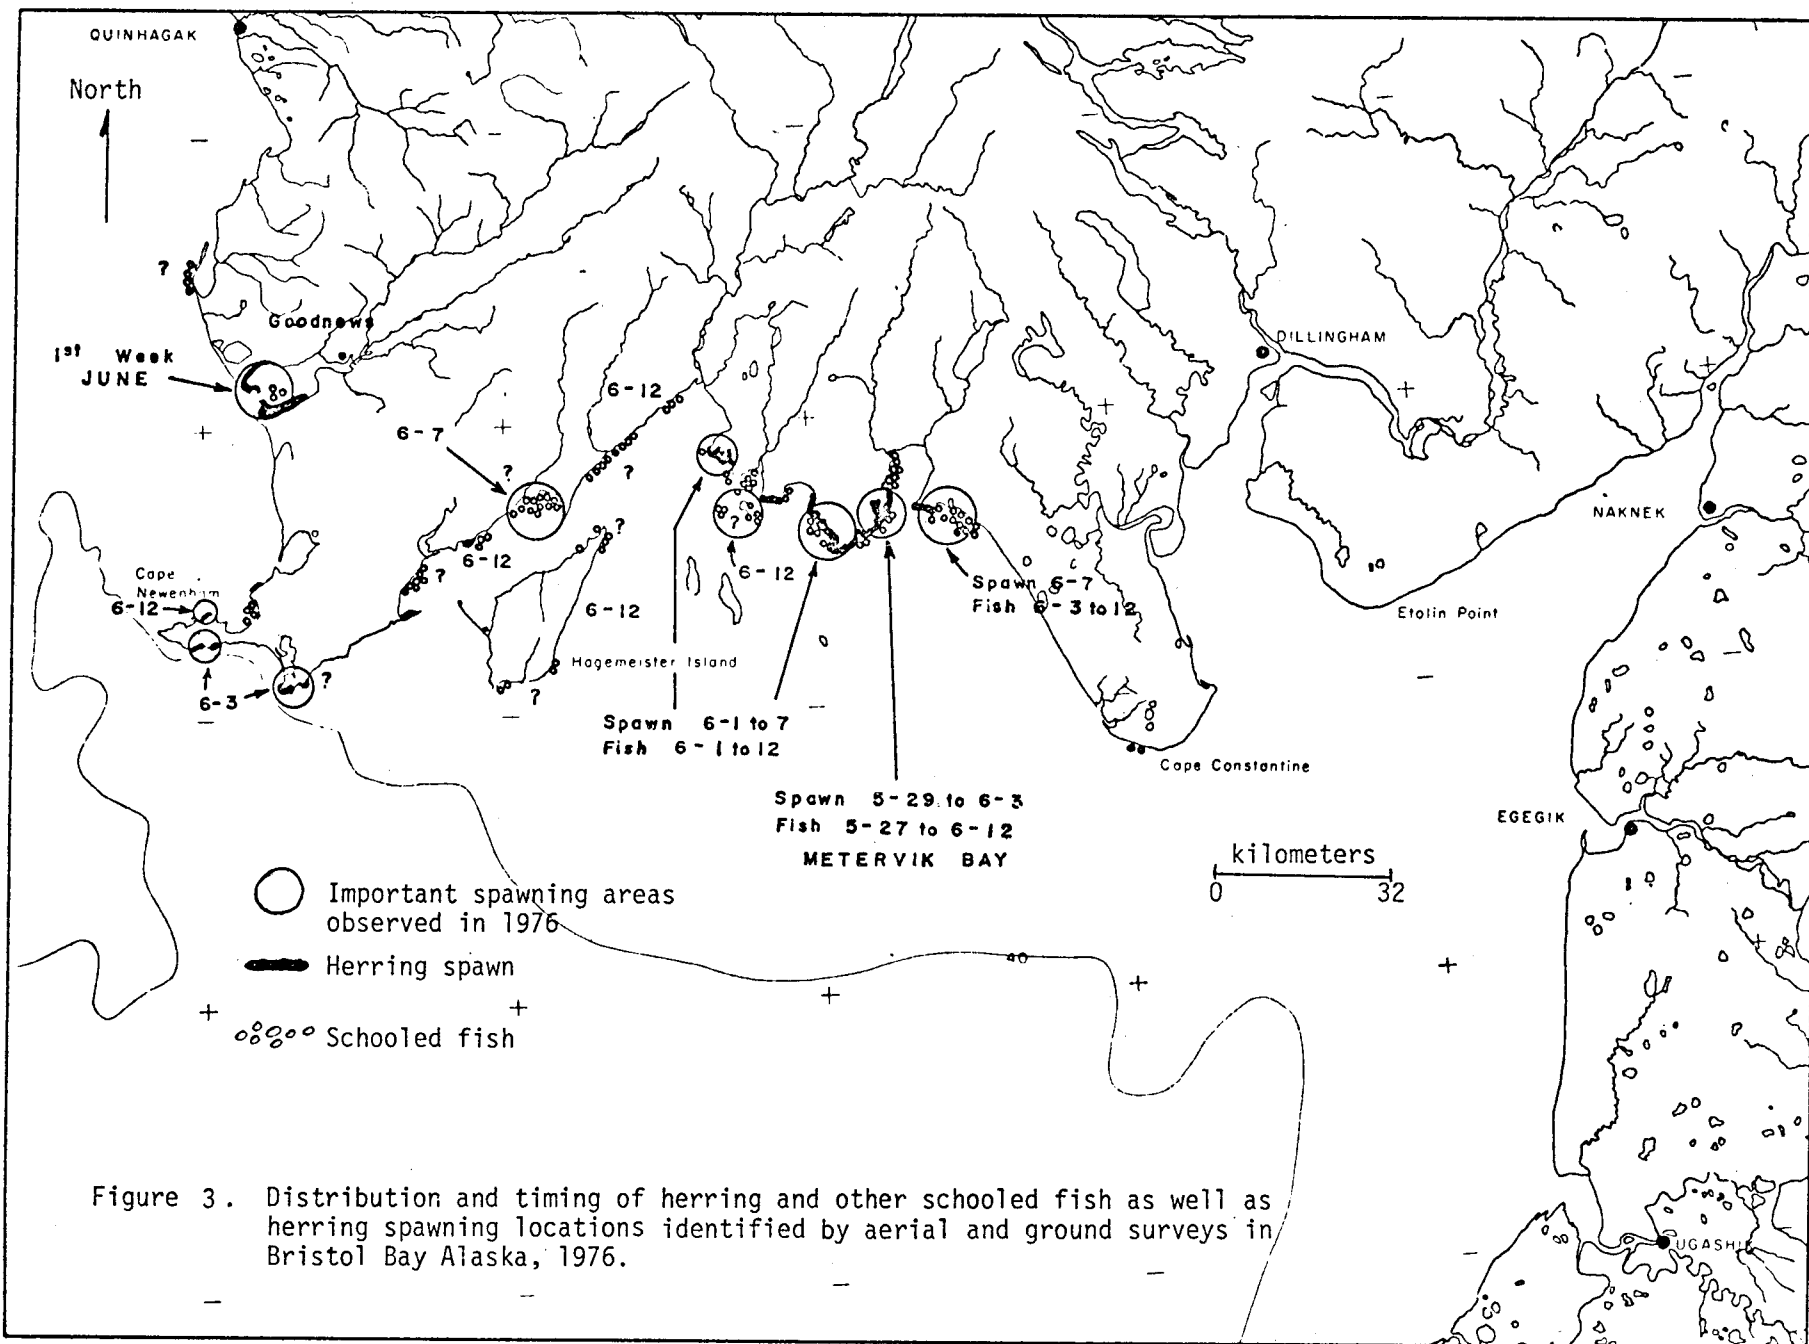 QUINHAGAK
North
?
Goodnews
1st Week
JUNE
6-12
6-7
?
?
DILLINGHAM
NAKNEK
?
?
6-12
6-12
?
Cape
Newenham
6-12
6-12
Spawn 6-7
Fish 6-3 to 12
Etolin Point
Hagemeister Island
6-3
?
?
Spawn 6-1 to 7
Fish 6-1 to 12
Cape Constantine
Spawn 5-29 to 6-3
Fish 5-27 to 6-12
METERVIK BAY
EGEGIK
kilometers
0 32
Important spawning areas
observed in 1976
Herring spawn
Schooled fish
Figure 3. Distribution and timing of herring and other schooled fish as well as
herring spawning locations identified by aerial and ground surveys in
Bristol Bay Alaska, 1976.
UGASHIK